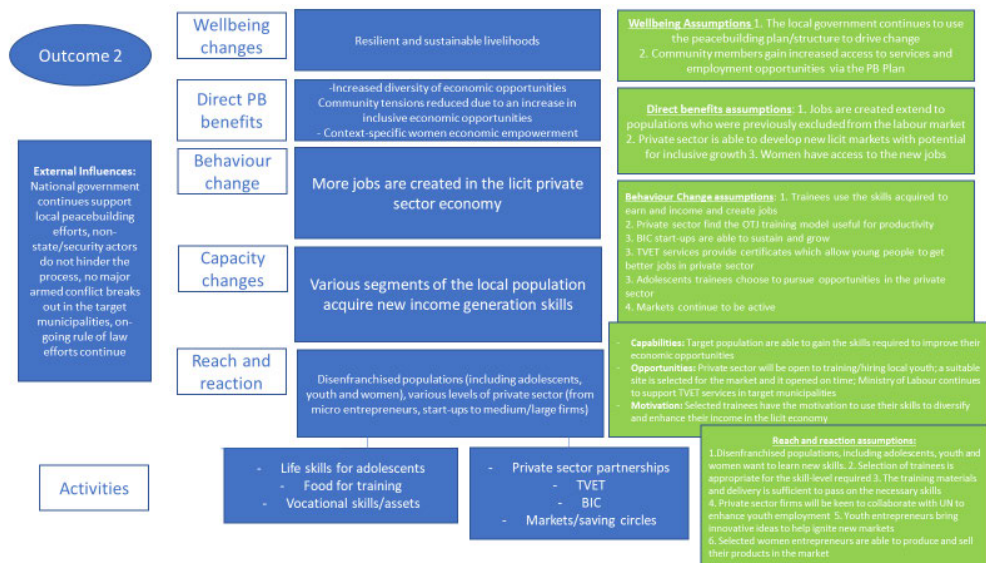 Outcome 2
External Influences:
National government
continues support
local peacebuilding
efforts, non-
state/security actors
do not hinder the
process, no major
armed conflict breaks
out in the target
municipalities, on-
going rule of law
efforts continue
Wellbeing
changes
Resilient and sustainable livelihoods
Wellbeing Assumptions 1. The local government continues to use
the peacebuilding plan/structure to drive change
2. Community members gain increased access to services and
employment opportunities via the PB Plan
Direct PB
benefits
-Increased diversity of economic opportunities
Community tensions reduced due to an increase in
inclusive economic opportunities
- Context-specific women economic empowerment
Direct benefits assumptions: 1. Jobs are created extend to
populations who were previously excluded from the labour market
2. Private sector is able to develop new licit markets with potential
for inclusive growth 3. Women have access to the new jobs
Behaviour
change
More jobs are created in the licit private
sector economy
Behaviour Change assumptions: 1. Trainees use the skills acquired to
earn and income and create jobs
2. Private sector find the OTJ training model useful for productivity
3. BIC start-ups are able to sustain and grow
3. TVET services provide certificates which allow young people to get
better jobs in private sector
3. Adolescents trainees choose to pursue opportunities in the private
sector
4. Markets continue to be active
Capacity
changes
Various segments of the local population
acquire new income generation skills
- Capabilities: Target population are able to gain the skills required to improve their
economic opportunities
- Opportunities: Private sector will be open to training/hiring local youth; a suitable
site is selected for the market and it opened on time; Ministry of Labour continues
to support TVET services in target municipalities
- Motivation: Selected trainees have the motivation to use their skills to diversify
and enhance their income in the licit economy
Reach and
reaction
Disenfranchised populations (including adolescents,
youth and women), various levels of private sector (from
micro entrepreneurs, start-ups to medium/large firms)
Reach and reaction assumptions:
1.Disenfranchised populations, including adolescents, youth and
women want to learn new skills. 2. Selection of trainees is
appropriate for the skill-level required 3. The training materials
and delivery is sufficient to pass on the necessary skills
4. Private sector firms will be keen to collaborate with UN to
enhance youth employment 5. Youth entrepreneurs bring
innovative ideas to help ignite new markets
6. Selected women entrepreneurs are able to produce and sell
their products in the market
Activities
- Life skills for adolescents
- Food for training
- Vocational skills/assets
- Private sector partnerships
- TVET
- BIC
- Markets/saving circles